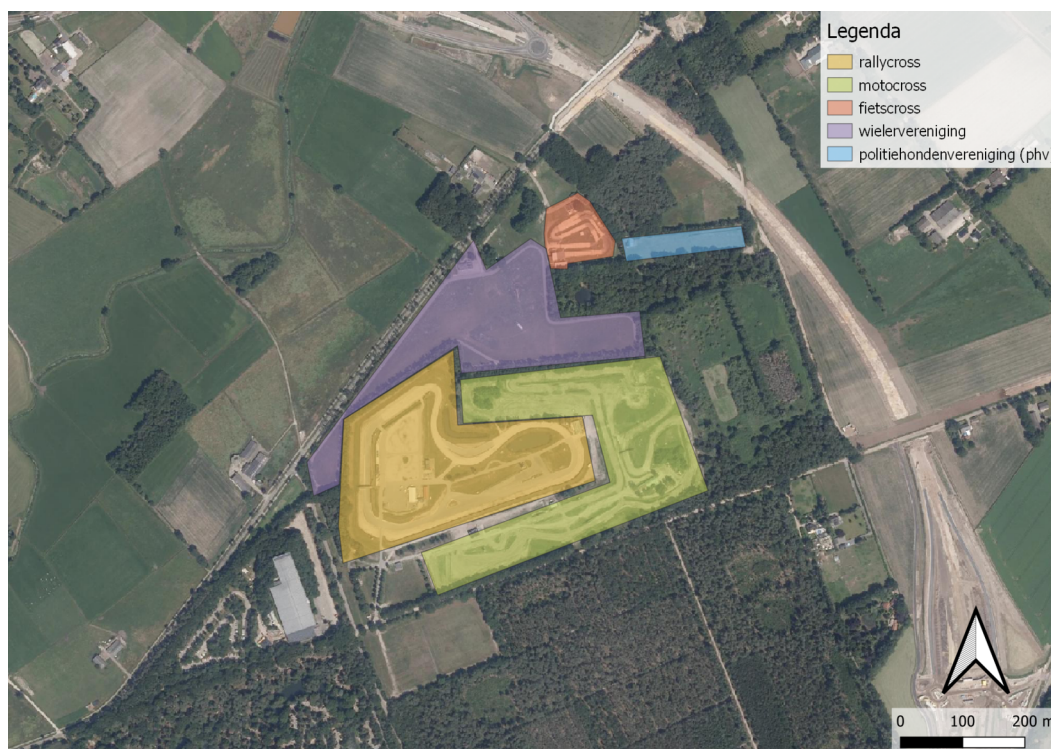 Legenda
rallycross
motocross
fietscross
wielervereniging
politiehondenvereniging (phv
0 100 200 m